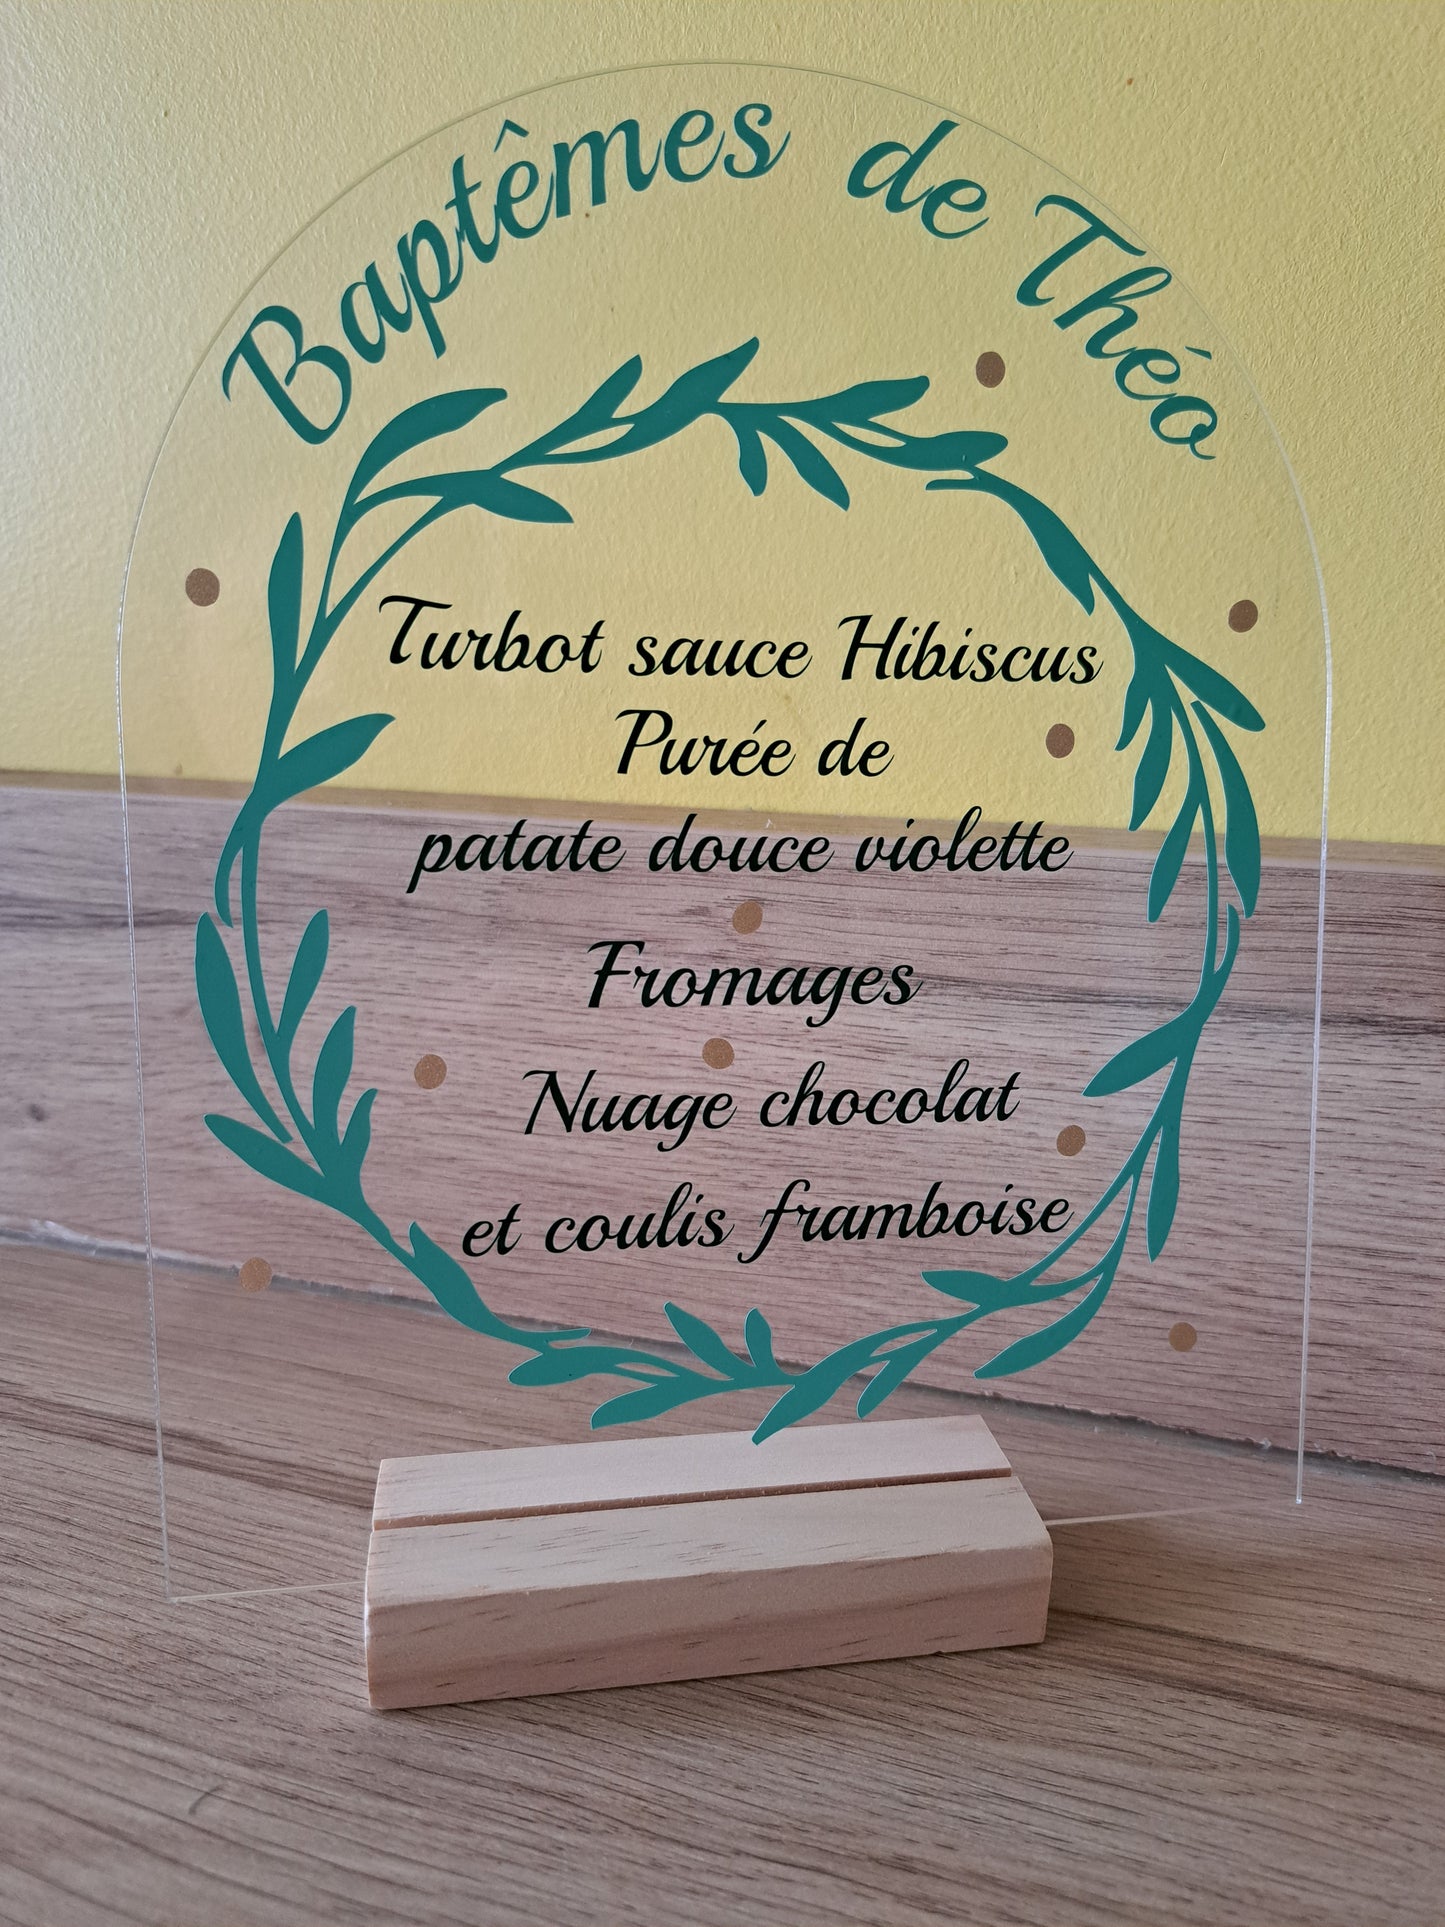 Baptêmes de Théo
Turbot sauce Hibiscus
Purée de
patate douce violette
Fromages
Nuage chocolat
et coulis framboise